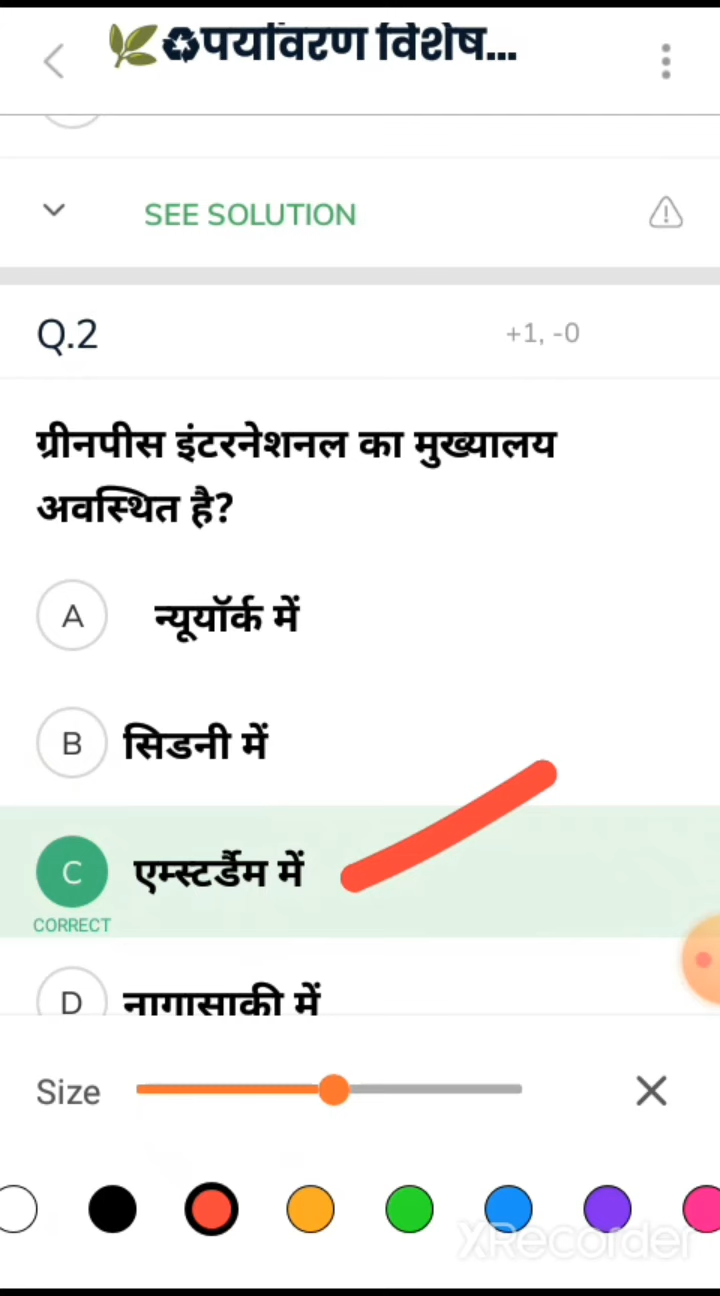 पर्यावरण विशेष...
SEE SOLUTION
Q.2
+1, -0
ग्रीनपीस इंटरनेशनल का मुख्यालय
अवस्थित है?
A न्यूयॉर्क में
B सिडनी में
C एम्स्टर्डैम में
CORRECT
D नागासाकी में
Size
XRecorder